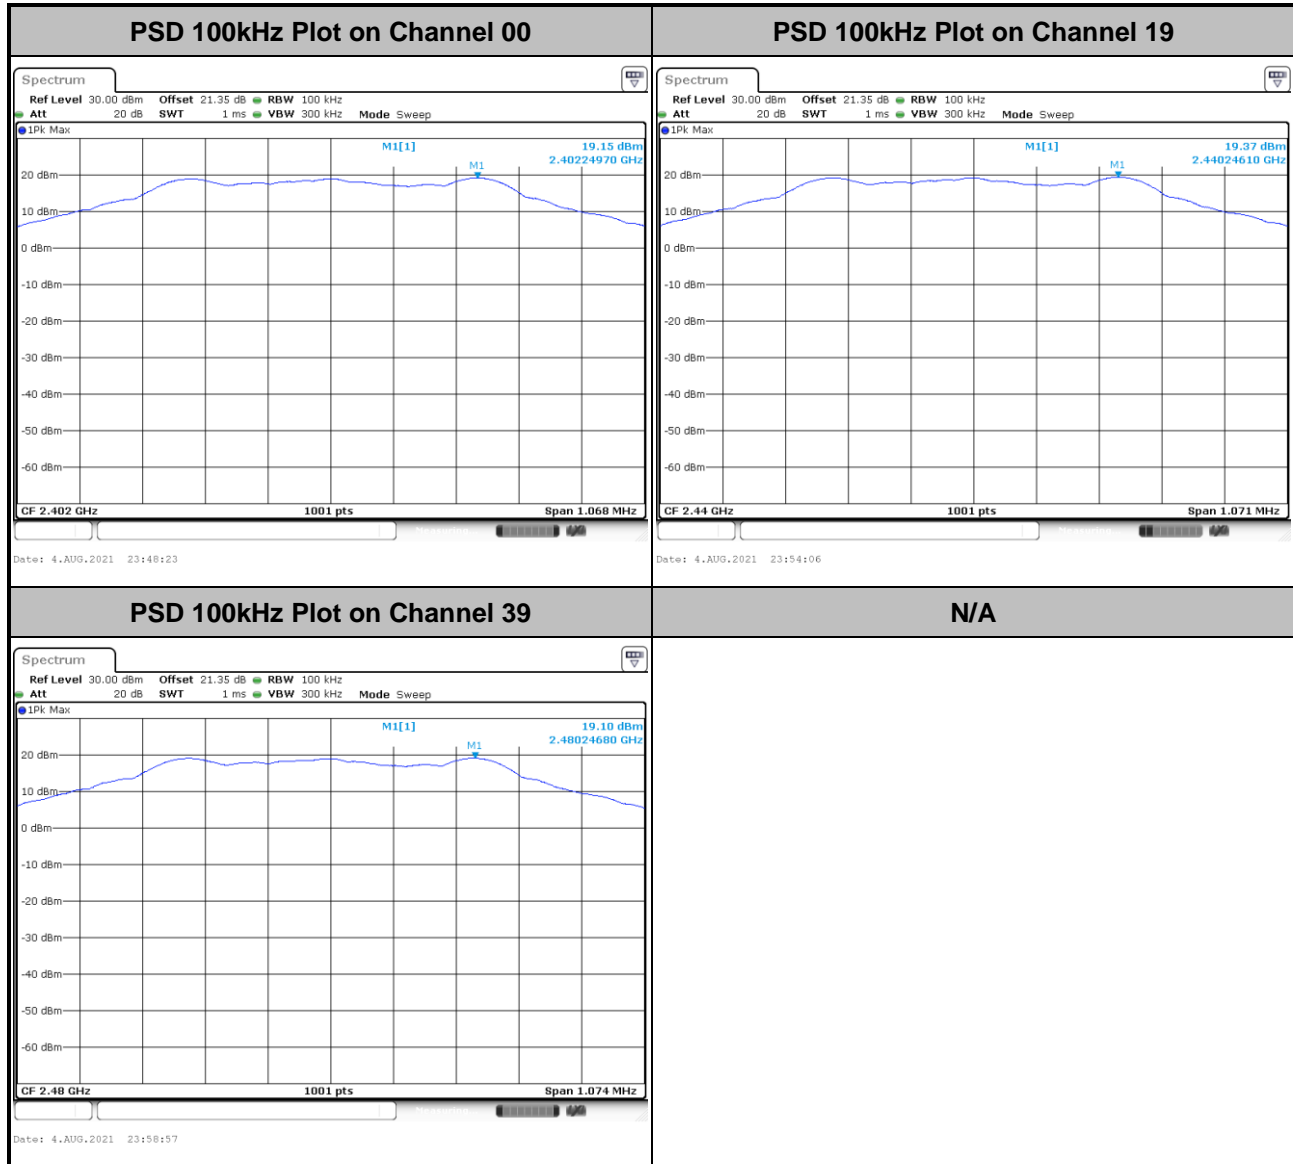 PSD 100kHz Plot on Channel 00
PSD 100kHz Plot on Channel 19
Spectrum
Ref Level 30.00 dBm Offset 21.35 dB RBW 100 kHz
Att 20 dB SWT 1 ms VBW 300 kHz Mode Sweep
1Pk Max
M1[1] 19.15 dBm
2.40224970 GHz
M1
20 dBm
10 dBm
0 dBm
-10 dBm
-20 dBm
-30 dBm
-40 dBm
-50 dBm
-60 dBm
CF 2.402 GHz 1001 pts Span 1.068 MHz
Date: 4.AUG.2021 23:48:23
Spectrum
Ref Level 30.00 dBm Offset 21.35 dB RBW 100 kHz
Att 20 dB SWT 1 ms VBW 300 kHz Mode Sweep
1Pk Max
M1[1] 19.37 dBm
2.44024610 GHz
M1
20 dBm
10 dBm
0 dBm
-10 dBm
-20 dBm
-30 dBm
-40 dBm
-50 dBm
-60 dBm
CF 2.44 GHz 1001 pts Span 1.071 MHz
Date: 4.AUG.2021 23:54:06
PSD 100kHz Plot on Channel 39
N/A
Spectrum
Ref Level 30.00 dBm Offset 21.35 dB RBW 100 kHz
Att 20 dB SWT 1 ms VBW 300 kHz Mode Sweep
1Pk Max
M1[1] 19.10 dBm
2.48024680 GHz
M1
20 dBm
10 dBm
0 dBm
-10 dBm
-20 dBm
-30 dBm
-40 dBm
-50 dBm
-60 dBm
CF 2.48 GHz 1001 pts Span 1.074 MHz
Date: 4.AUG.2021 23:58:57